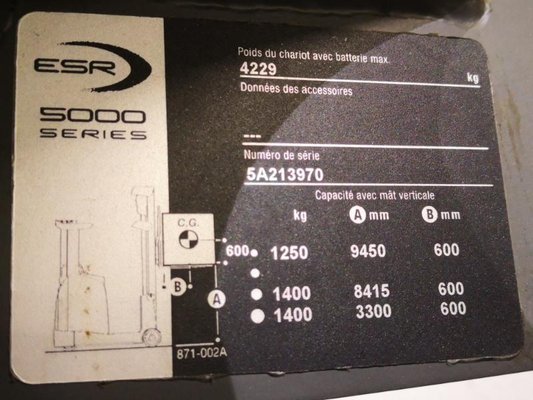 ESR
5000
SERIES
Poids du chariot avec batterie max.
4229 kg
Données des accessoires
---
Numéro de série
5A213970
Capacité avec mât verticale
kg A mm B mm
C.G.
600 1250 9450 600
1400 8415 600
1400 3300 600
B
A
871-002A